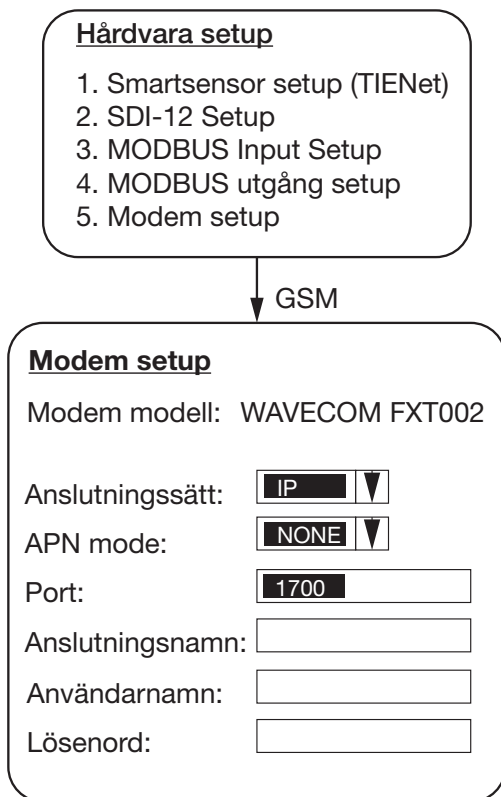 Hårdvara setup
1. Smartsensor setup (TIENet)
2. SDI-12 Setup
3. MODBUS Input Setup
4. MODBUS utgång setup
5. Modem setup
GSM
Modem setup
Modem modell: WAVECOM FXT002
Anslutningssätt: IP
APN mode: NONE
Port: 1700
Anslutningsnamn:
Användarnamn:
Lösenord: